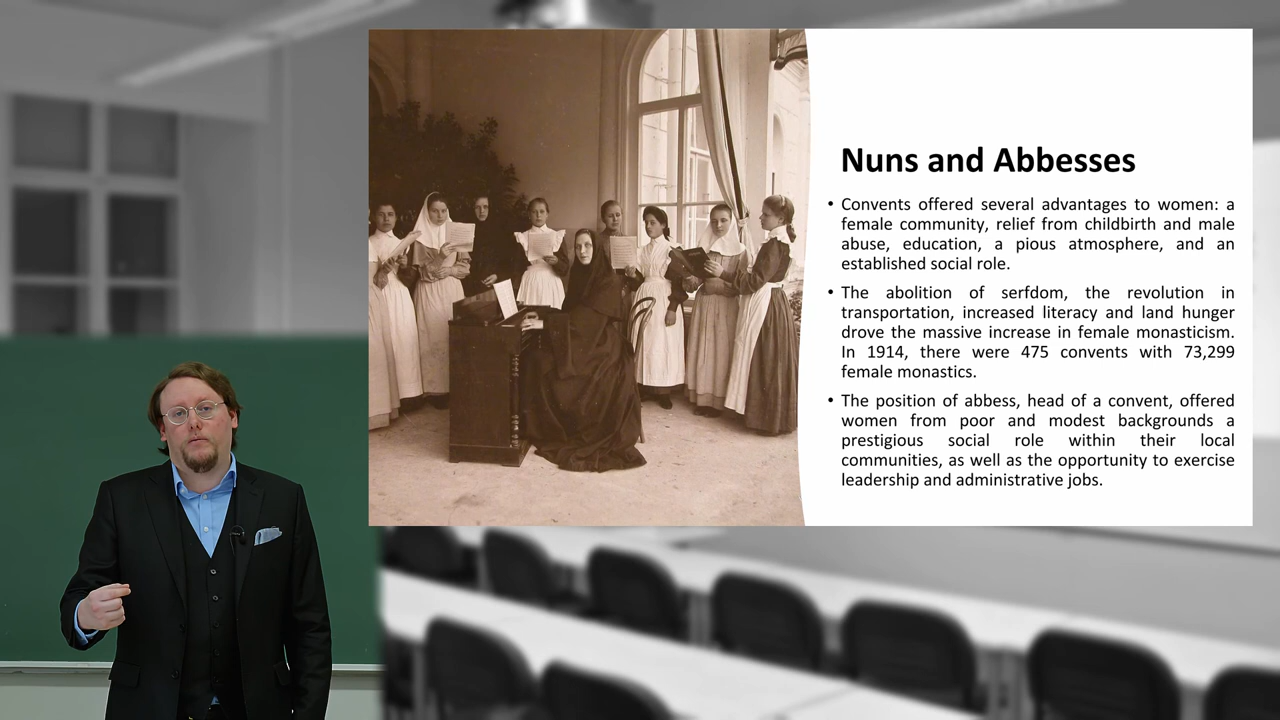 Nuns and Abbesses
• Convents offered several advantages to women: a
female community, relief from childbirth and male
abuse, education, a pious atmosphere, and an
established social role.
• The abolition of serfdom, the revolution in
transportation, increased literacy and land hunger
drove the massive increase in female monasticism.
In 1914, there were 475 convents with 73,299
female monastics.
• The position of abbess, head of a convent, offered
women from poor and modest backgrounds a
prestigious social role within their local
communities, as well as the opportunity to exercise
leadership and administrative jobs.